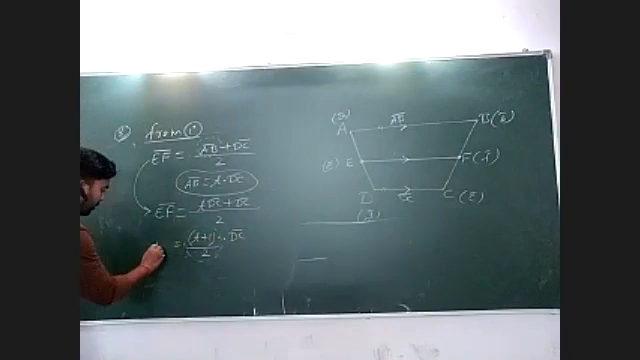 3) from ①
EF = AB + DC / 2
AB = λ·DC
EF = λDC + DC / 2
= (λ+1)·DC / 2
(a)
A
AB
B (b)
(e) E
F (f)
D
DC
C (c)
(d)